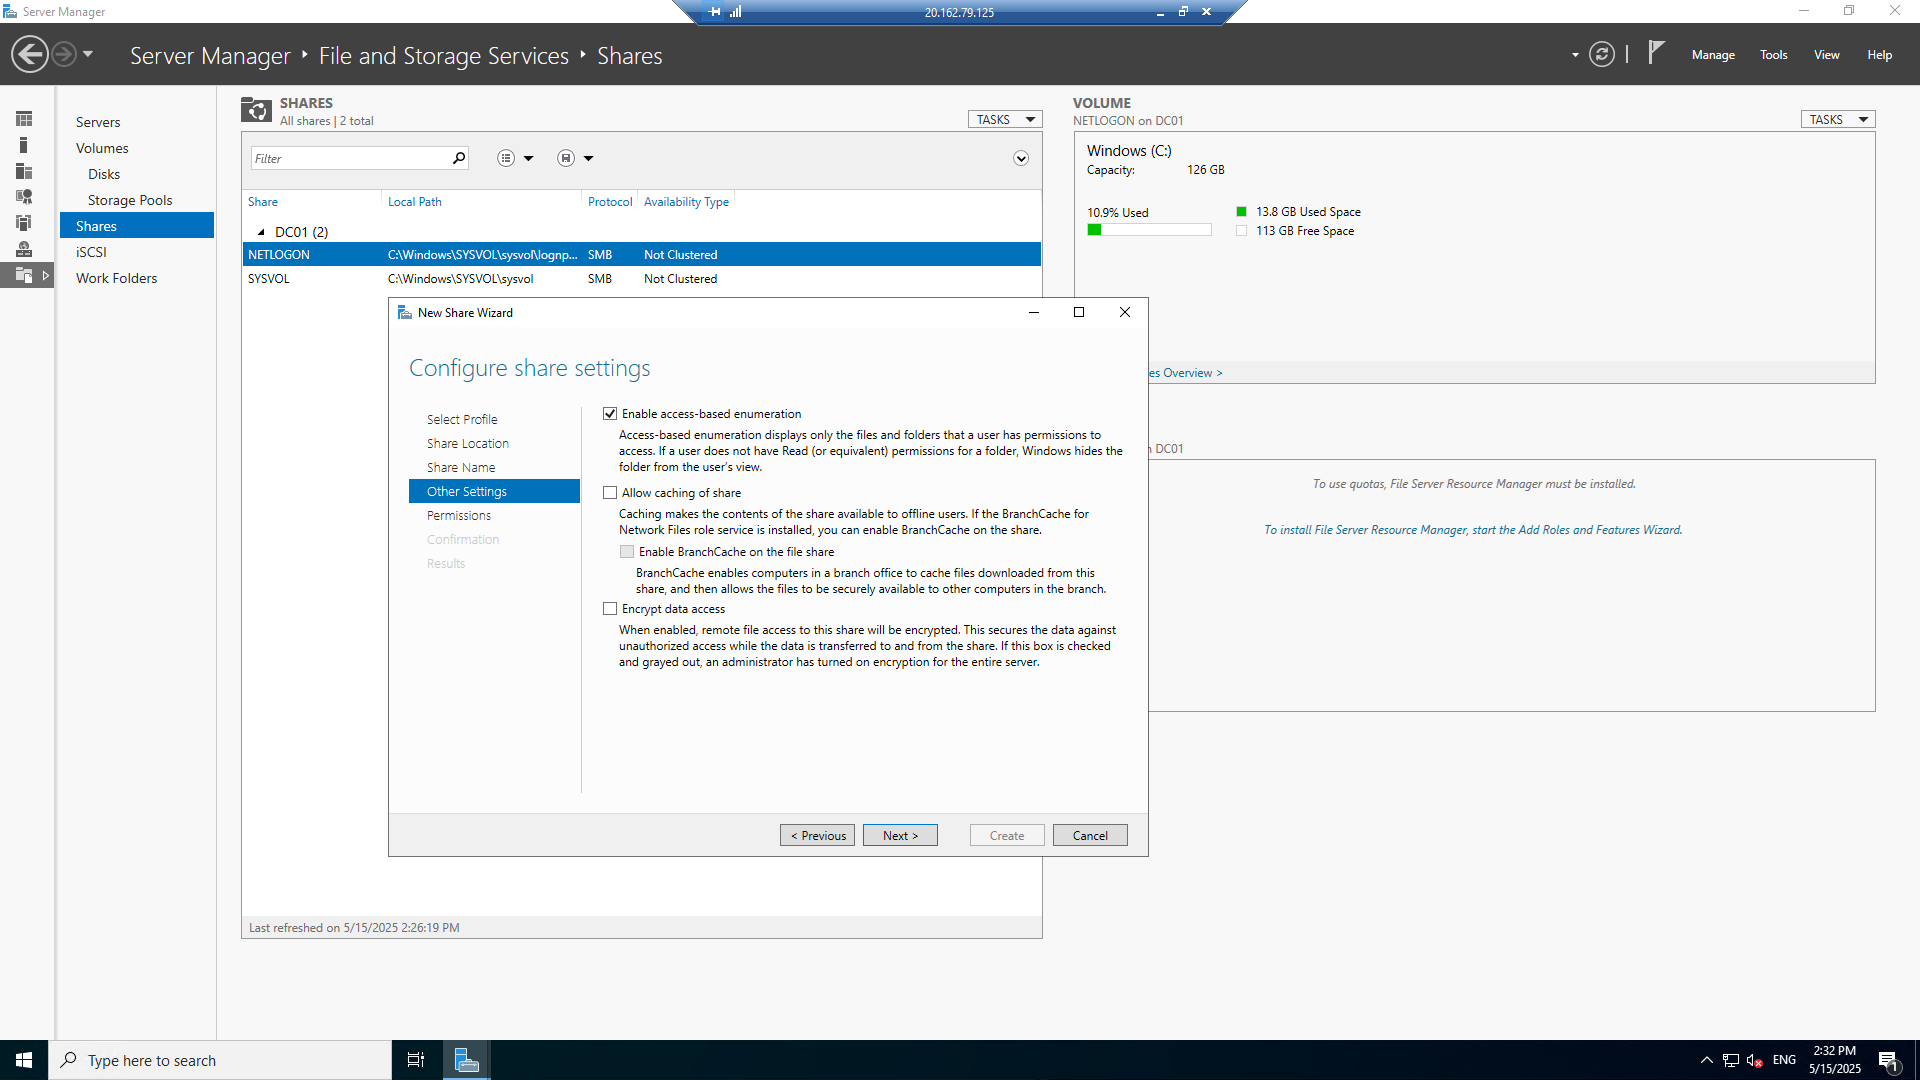 Server Manager
20.162.79.125
Server Manager ‣ File and Storage Services ‣ Shares
Manage
Tools
View
Help
Servers
Volumes
Disks
Storage Pools
Shares
iSCSI
Work Folders
SHARES
All shares | 2 total
TASKS
Filter
Share
Local Path
Protocol
Availability Type
DC01 (2)
NETLOGON
C:\Windows\SYSVOL\sysvol\lognp...
SMB
Not Clustered
SYSVOL
C:\Windows\SYSVOL\sysvol
SMB
Not Clustered
Last refreshed on 5/15/2025 2:26:19 PM
VOLUME
NETLOGON on DC01
TASKS
Windows (C:)
Capacity:
126 GB
10.9% Used
13.8 GB Used Space
113 GB Free Space
es Overview >
DC01
To use quotas, File Server Resource Manager must be installed.
To install File Server Resource Manager, start the Add Roles and Features Wizard.
New Share Wizard
Configure share settings
Select Profile
Share Location
Share Name
Other Settings
Permissions
Confirmation
Results
Enable access-based enumeration
Access-based enumeration displays only the files and folders that a user has permissions to
access. If a user does not have Read (or equivalent) permissions for a folder, Windows hides the
folder from the user's view.
Allow caching of share
Caching makes the contents of the share available to offline users. If the BranchCache for
Network Files role service is installed, you can enable BranchCache on the share.
Enable BranchCache on the file share
BranchCache enables computers in a branch office to cache files downloaded from this
share, and then allows the files to be securely available to other computers in the branch.
Encrypt data access
When enabled, remote file access to this share will be encrypted. This secures the data against
unauthorized access while the data is transferred to and from the share. If this box is checked
and grayed out, an administrator has turned on encryption for the entire server.
< Previous
Next >
Create
Cancel
Type here to search
ENG
2:32 PM
5/15/2025
1